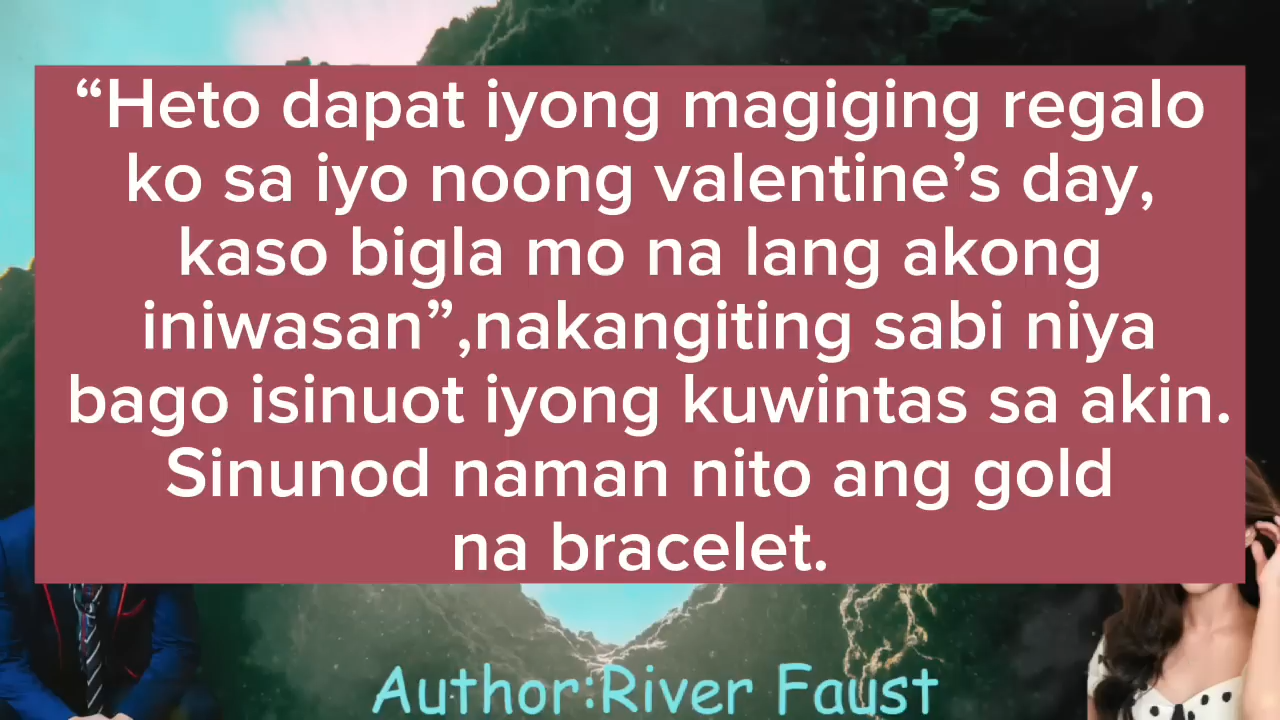 “Heto dapat iyong magiging regalo
ko sa iyo noong valentine’s day,
kaso bigla mo na lang akong
iniwasan”,nakangiting sabi niya
bago isinuot iyong kuwintas sa akin.
Sinunod naman nito ang gold
na bracelet.
Author:River Faust